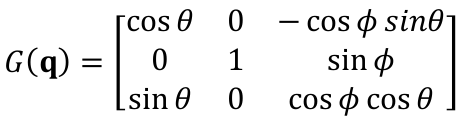 cos θ 0 − cos ϕ sinθ
G(𝐪) = 0 1 sin ϕ
sin θ 0 cos ϕ cos θ